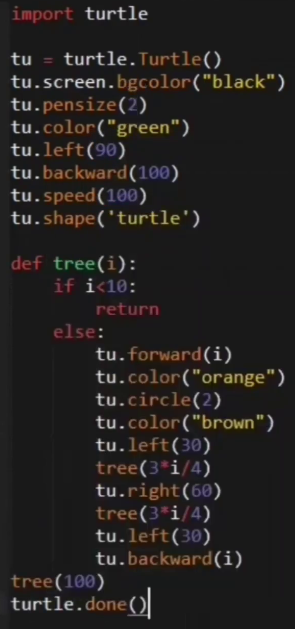 import turtle
tu = turtle.Turtle()
tu.screen.bgcolor("black")
tu.pensize(2)
tu.color("green")
tu.left(90)
tu.backward(100)
tu.speed(100)
tu.shape('turtle')
def tree(i):
    if i<10:
        return
    else:
        tu.forward(i)
        tu.color("orange")
        tu.circle(2)
        tu.color("brown")
        tu.left(30)
        tree(3*i/4)
        tu.right(60)
        tree(3*i/4)
        tu.left(30)
        tu.backward(i)
tree(100)
turtle.done()